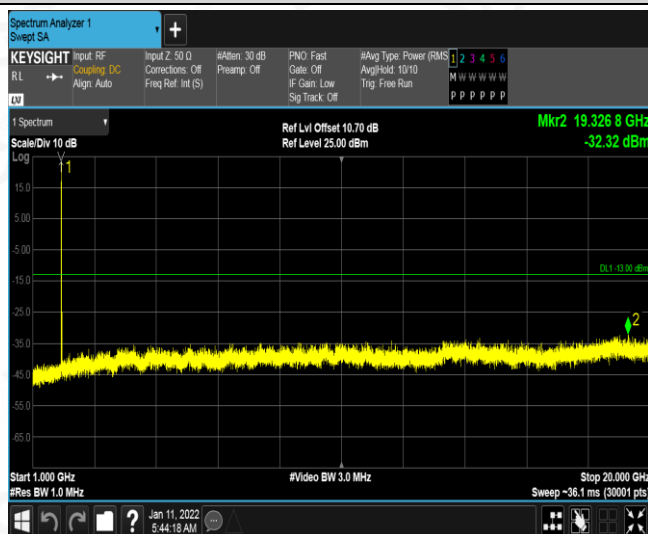 Spectrum Analyzer 1
Swept SA
+
KEYSIGHT
RL
LXI
Input: RF
Coupling: DC
Align: Auto
Input Z: 50 Ω
Corrections: Off
Freq Ref: Int (S)
#Atten: 30 dB
Preamp: Off
PNO: Fast
Gate: Off
IF Gain: Low
Sig Track: Off
#Avg Type: Power (RMS
Avg|Hold: 10/10
Trig: Free Run
1 2 3 4 5 6
M W W W W W
P P P P P P
1 Spectrum
Scale/Div 10 dB
Ref Lvl Offset 10.70 dB
Ref Level 25.00 dBm
Mkr2 19.326 8 GHz
-32.32 dBm
Log
1
15.0
5.00
-5.00
DL1 -13.00 dBm
-15.0
-25.0
2
-35.0
-45.0
-55.0
-65.0
Start 1.000 GHz
#Res BW 1.0 MHz
#Video BW 3.0 MHz
Stop 20.000 GHz
Sweep ~36.1 ms (30001 pts)
?
Jan 11, 2022
5:44:18 AM